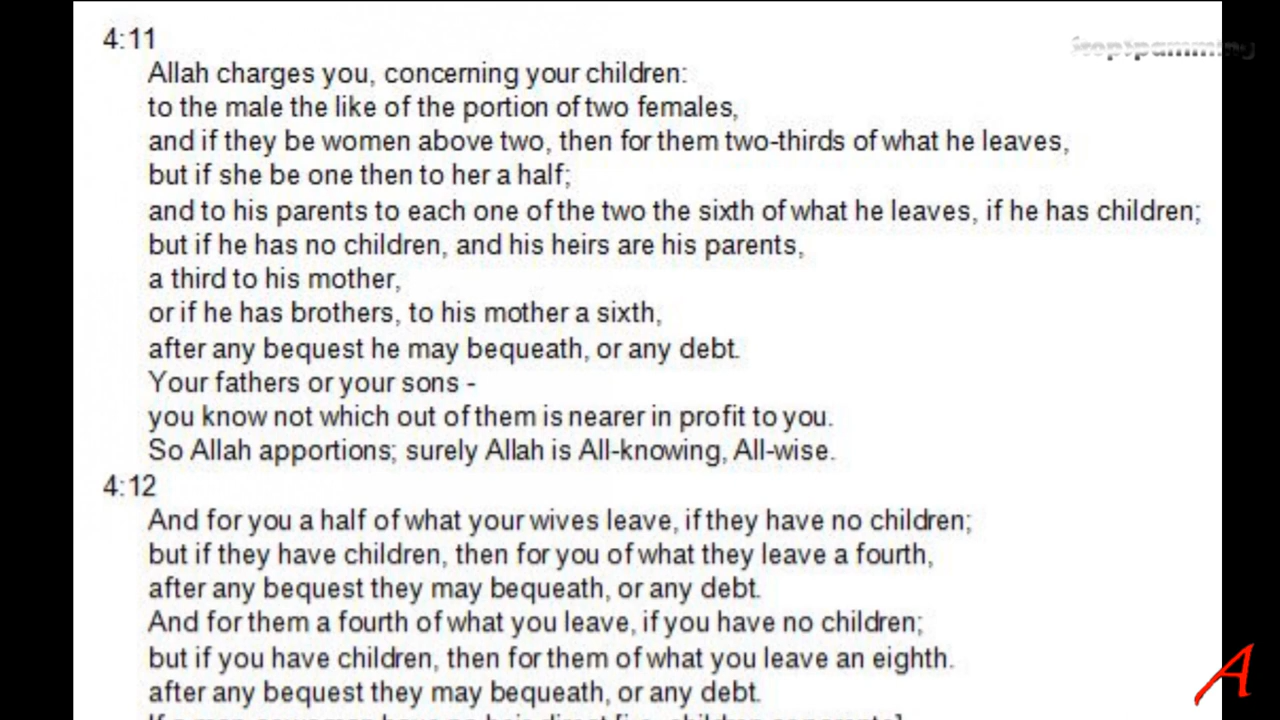 4:11
Allah charges you, concerning your children:
to the male the like of the portion of two females,
and if they be women above two, then for them two-thirds of what he leaves,
but if she be one then to her a half;
and to his parents to each one of the two the sixth of what he leaves, if he has children;
but if he has no children, and his heirs are his parents,
a third to his mother,
or if he has brothers, to his mother a sixth,
after any bequest he may bequeath, or any debt.
Your fathers or your sons -
you know not which out of them is nearer in profit to you.
So Allah apportions; surely Allah is All-knowing, All-wise.
4:12
And for you a half of what your wives leave, if they have no children;
but if they have children, then for you of what they leave a fourth,
after any bequest they may bequeath, or any debt.
And for them a fourth of what you leave, if you have no children;
but if you have children, then for them of what you leave an eighth.
after any bequest they may bequeath, or any debt.
A